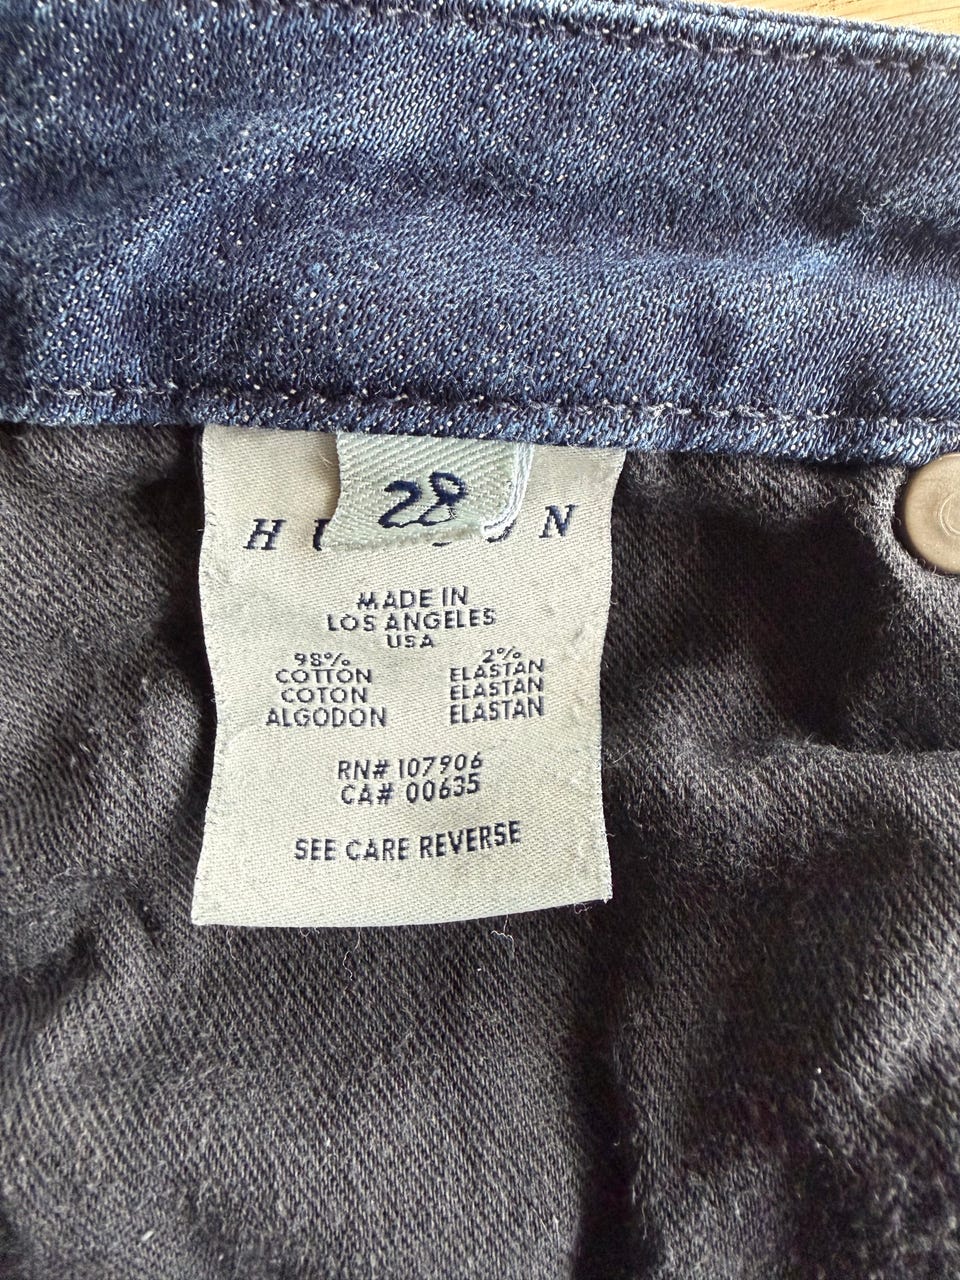 28
H N
MADE IN
LOS ANGELES
USA
98% 2%
COTTON ELASTAN
COTON ELASTAN
ALGODON ELASTAN
RN# 107906
CA# 00635
SEE CARE REVERSE